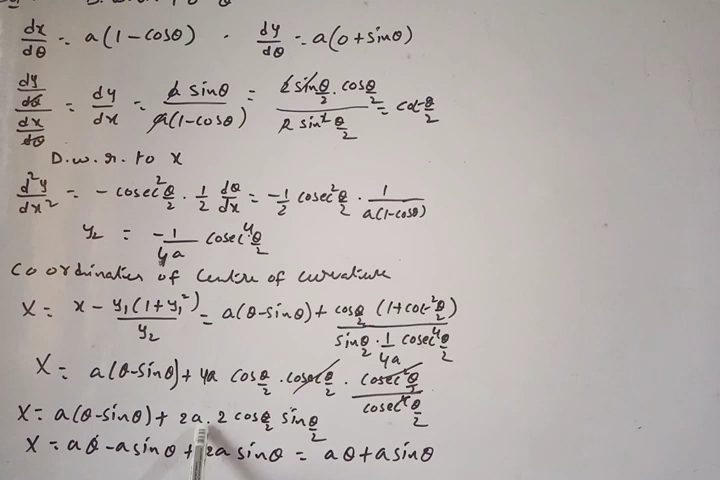 dx/dθ = a(1-cosθ) . dy/dθ = a(0+sinθ)
(dy/dθ)/(dx/dθ) = dy/dx = a sinθ / a(1-cosθ) = 2 sin θ/2 . cos θ/2 / 2 sin² θ/2 = cot θ/2
D.w.r. to x
d²y/dx² = - cosec² θ/2 . 1/2 dθ/dx = -1/2 cosec² θ/2 . 1/a(1-cosθ)
y₂ = -1/4a cosec⁴ θ/2
Coordinates of Centre of curvature
X = x - y₁(1+y₁²)/y₂ = a(θ-sinθ) + cos θ/2 (1+cot² θ/2) / sin θ/2 . 1/4a cosec⁴ θ/2
X = a(θ-sinθ) + 4a cos θ/2 . cosec θ/2 . cosec² θ/2 / cosec⁴ θ/2
X = a(θ-sinθ) + 2a . 2 cos θ/2 sin θ/2
X = aθ - a sinθ + 2a sinθ = aθ + a sinθ